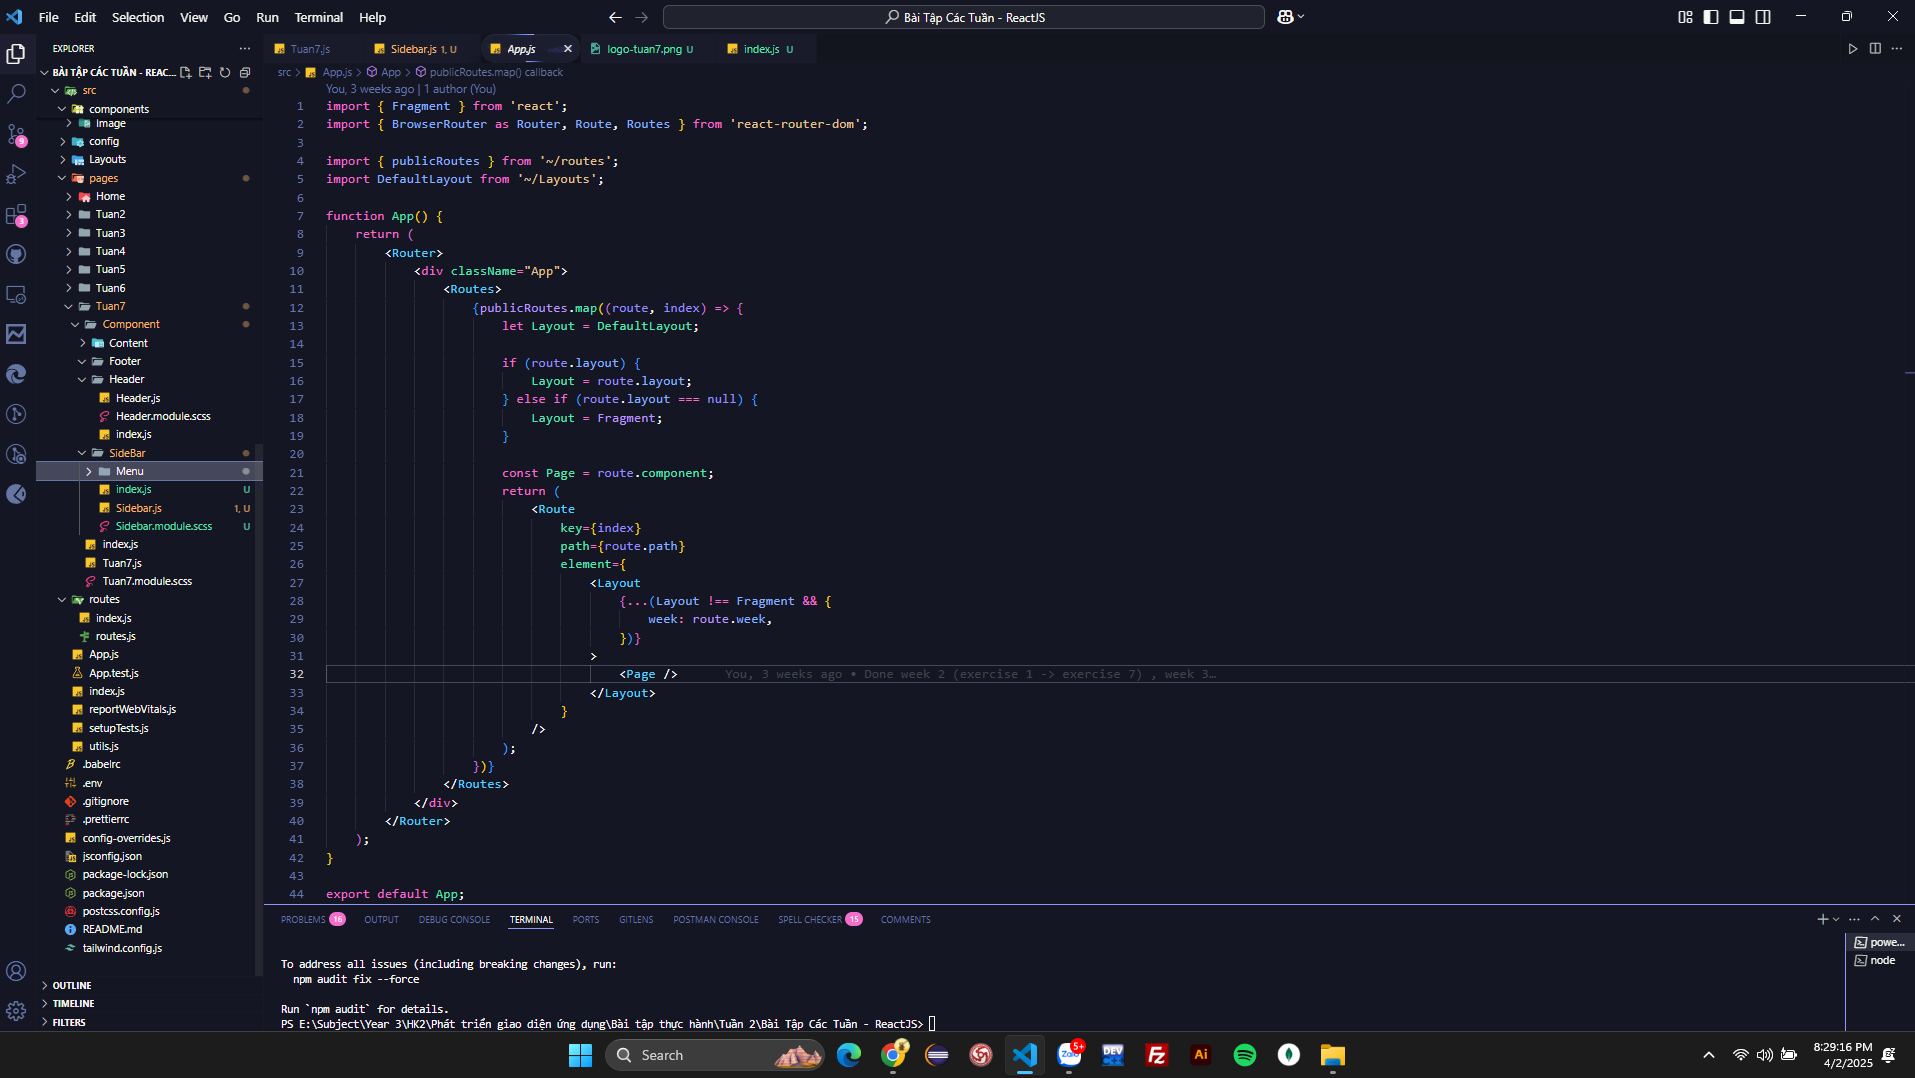 File Edit Selection View Go Run Terminal Help
Bài Tập Các Tuần - ReactJS
EXPLORER
BÀI TẬP CÁC TUẦN - REAC...
src
components
Image
config
Layouts
pages
Home
Tuan2
Tuan3
Tuan4
Tuan5
Tuan6
Tuan7
Component
Content
Footer
Header
Header.js
Header.module.scss
index.js
SideBar
Menu
index.js U
Sidebar.js 1, U
Sidebar.module.scss U
index.js
Tuan7.js
Tuan7.module.scss
routes
index.js
routes.js
App.js
App.test.js
index.js
reportWebVitals.js
setupTests.js
utils.js
.babelrc
.env
.gitignore
.prettierrc
config-overrides.js
jsconfig.json
package-lock.json
package.json
postcss.config.js
README.md
tailwind.config.js
OUTLINE
TIMELINE
FILTERS
9
3
Tuan7.js Sidebar.js 1, U App.js logo-tuan7.png U index.js U
src > App.js > App > publicRoutes.map() callback
You, 3 weeks ago | 1 author (You)
1 import { Fragment } from 'react';
2 import { BrowserRouter as Router, Route, Routes } from 'react-router-dom';
3
4 import { publicRoutes } from '~/routes';
5 import DefaultLayout from '~/Layouts';
6
7 function App() {
8 return (
9 <Router>
10 <div className="App">
11 <Routes>
12 {publicRoutes.map((route, index) => {
13 let Layout = DefaultLayout;
14
15 if (route.layout) {
16 Layout = route.layout;
17 } else if (route.layout === null) {
18 Layout = Fragment;
19 }
20
21 const Page = route.component;
22 return (
23 <Route
24 key={index}
25 path={route.path}
26 element={
27 <Layout
28 {...(Layout !== Fragment && {
29 week: route.week,
30 })}
31 >
32 <Page /> You, 3 weeks ago • Done week 2 (exercise 1 -> exercise 7) , week 3…
33 </Layout>
34 }
35 />
36 );
37 })}
38 </Routes>
39 </div>
40 </Router>
41 );
42 }
43
44 export default App;
PROBLEMS 16 OUTPUT DEBUG CONSOLE TERMINAL PORTS GITLENS POSTMAN CONSOLE SPELL CHECKER 15 COMMENTS
To address all issues (including breaking changes), run:
npm audit fix --force
Run `npm audit` for details.
PS E:\Subject\Year 3\HK2\Phát triển giao diện ứng dụng\Bài tập thực hành\Tuần 2\Bài Tập Các Tuần - ReactJS>
powe...
node
Search
Zalo
5+
DEV
C++
Fz
Ai
8:29:16 PM
4/2/2025